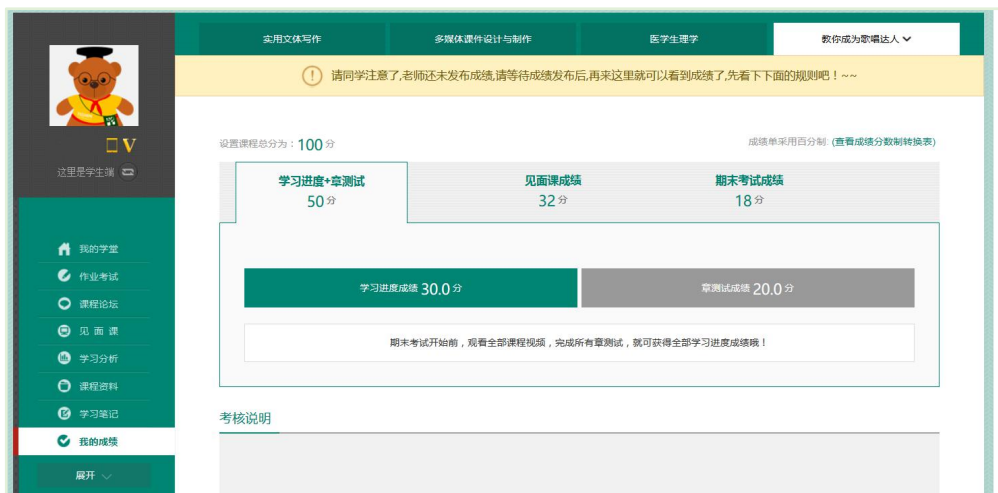 实用文体写作
多媒体课件设计与制作
医学生理学
教你成为歌唱达人
请同学注意了,老师还未发布成绩,请等待成绩发布后,再来这里就可以看到成绩了,先看下下面的规则吧！~~
V
这里是学生端
设置课程总分为：100 分
成绩单采用百分制: (查看成绩分数制转换表)
学习进度+章测试
50 分
见面课成绩
32 分
期末考试成绩
18 分
学习进度成绩 30.0 分
章测试成绩 20.0 分
期末考试开始前，观看全部课程视频，完成所有章测试，就可获得全部学习进度成绩哦！
考核说明
我的学堂
作业考试
课程论坛
见 面 课
学习分析
课程资料
学习笔记
我的成绩
展开